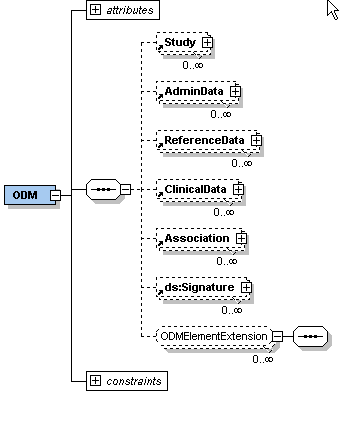 attributes
Study
0..∞
AdminData
0..∞
ReferenceData
0..∞
ODM
ClinicalData
0..∞
Association
0..∞
ds:Signature
0..∞
ODMElementExtension
0..∞
constraints